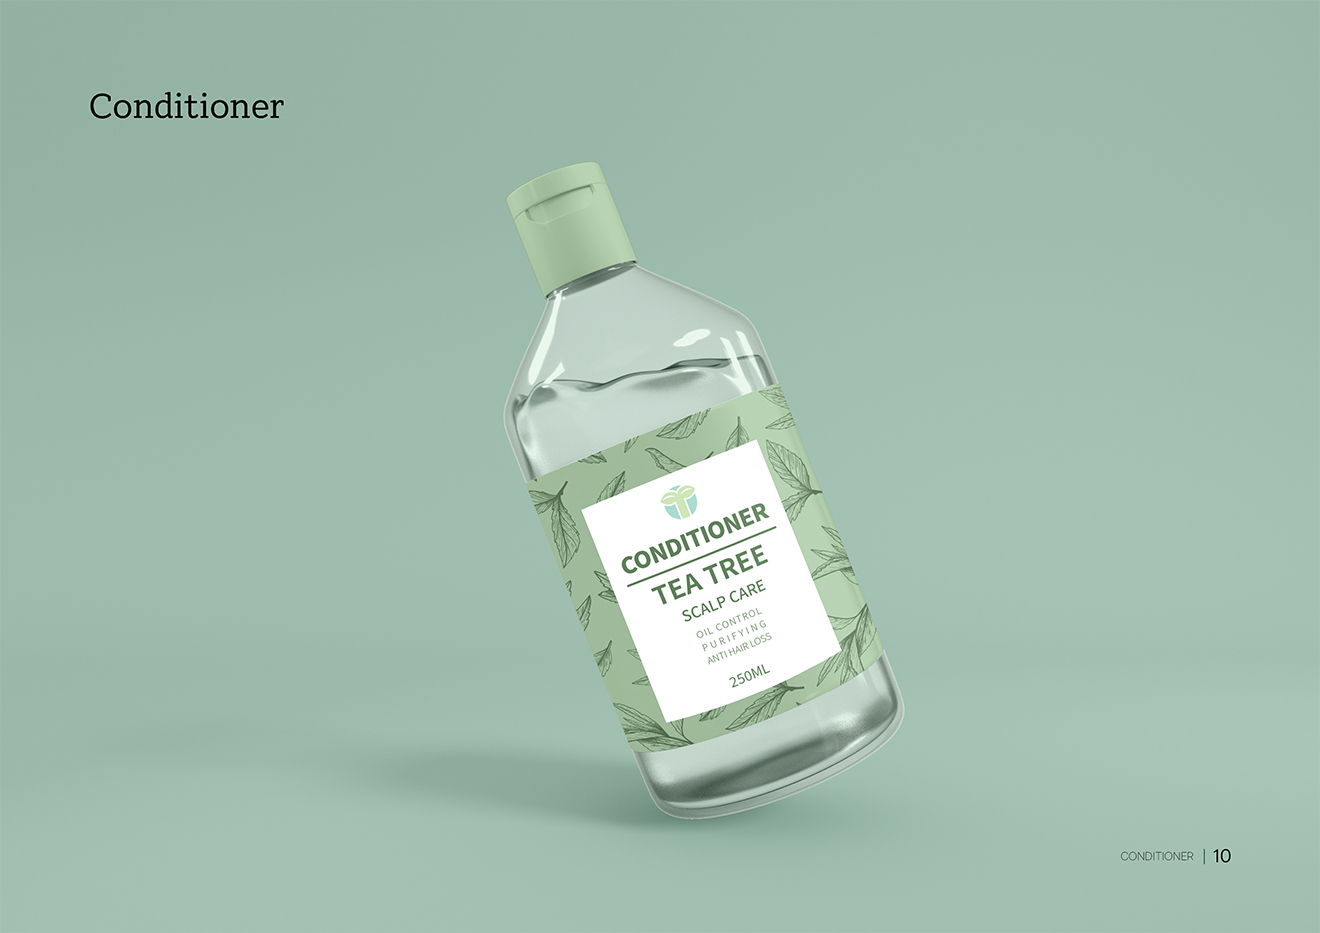 Conditioner
CONDITIONER
TEA TREE
SCALP CARE
OIL CONTROL
PURIFYING
ANTI HAIR LOSS
250ML
CONDITIONER | 10